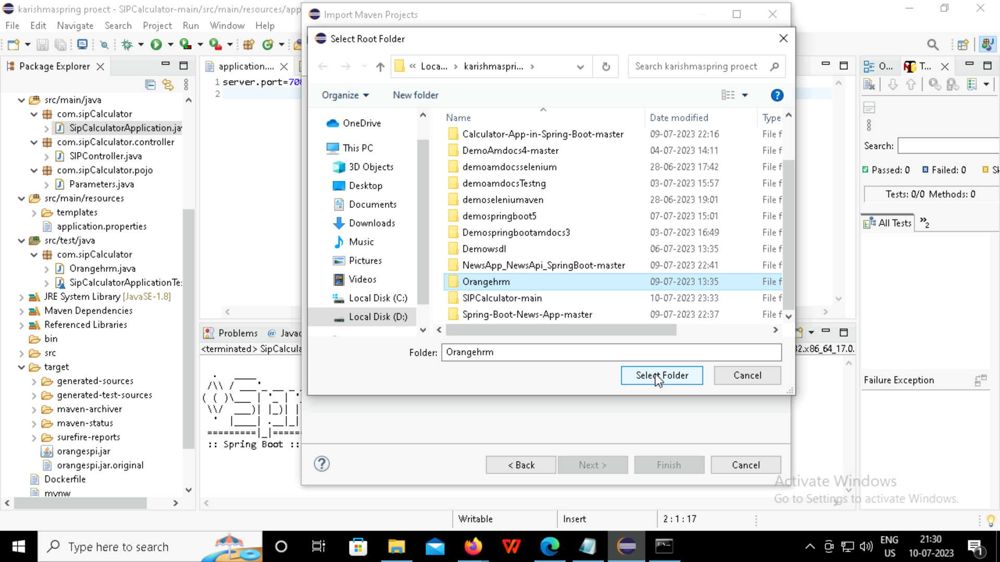 karishmaspring proect - SIPCalculator-main/src/main/resources/app
File Edit Navigate Search Project Run Window Help
Package Explorer
src/main/java
com.sipCalculator
SipCalculatorApplication.ja
com.sipCalculator.controller
SIPController.java
com.sipCalculator.pojo
Parameters.java
src/main/resources
templates
application.properties
src/test/java
com.sipCalculator
Orangehrm.java
SipCalculatorApplicationTe
JRE System Library [JavaSE-1.8]
Maven Dependencies
Referenced Libraries
bin
src
target
generated-sources
generated-test-sources
maven-archiver
maven-status
surefire-reports
orangespi.jar
orangespi.jar.original
Dockerfile
mvnw
application....
1 server.port=708
2
Problems @ Javac
<terminated> SipCalcula
:: Spring Boot ::
Import Maven Projects
Select Root Folder
« Loca... › karishmaspri... ›
Search karishmaspring proect
Organize New folder
OneDrive
This PC
3D Objects
Desktop
Documents
Downloads
Music
Pictures
Videos
Local Disk (C:)
Local Disk (D:)
Name Date modified Type
Calculator-App-in-Spring-Boot-master 09-07-2023 22:16 File f
DemoAmdocs4-master 04-07-2023 14:11 File f
demoamdocsselenium 28-06-2023 17:42 File f
demoamdocsTestng 03-07-2023 15:57 File f
demoseleniumaven 28-06-2023 19:01 File f
demospringboot5 07-07-2023 15:01 File f
Demospringbootamdocs3 03-07-2023 16:49 File f
Demowsdl 06-07-2023 13:35 File f
NewsApp_NewsApi_SpringBoot-master 09-07-2023 22:41 File f
Orangehrm 09-07-2023 13:35 File f
SIPCalculator-main 10-07-2023 23:33 File f
Spring-Boot-News-App-master 09-07-2023 22:37 File f
Folder: Orangehrm
Select Folder Cancel
< Back Next > Finish Cancel
32.x86_64_17.0.
O... T...
Search:
Passed: 0 Failed: 0 Sk
Tests: 0/0 Methods: 0
All Tests »2
Failure Exception
Activate Windows
Go to Settings to activate Windows.
Writable Insert 2 : 1 : 17
Type here to search
ENG
US
21:30
10-07-2023
1